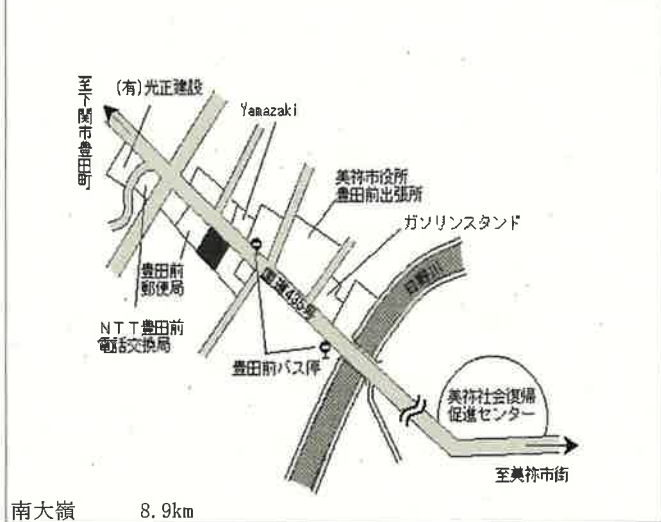 (有)光正建設
至下関市豊田町
Yamazaki
美祢市役所
豊田前出張所
ガソリンスタンド
日野川
国道435号
豊田前
郵便局
NTT豊田前
電話交換局
豊田前バス停
美祢社会復帰
促進センター
至美祢市街
南大嶺 8.9km